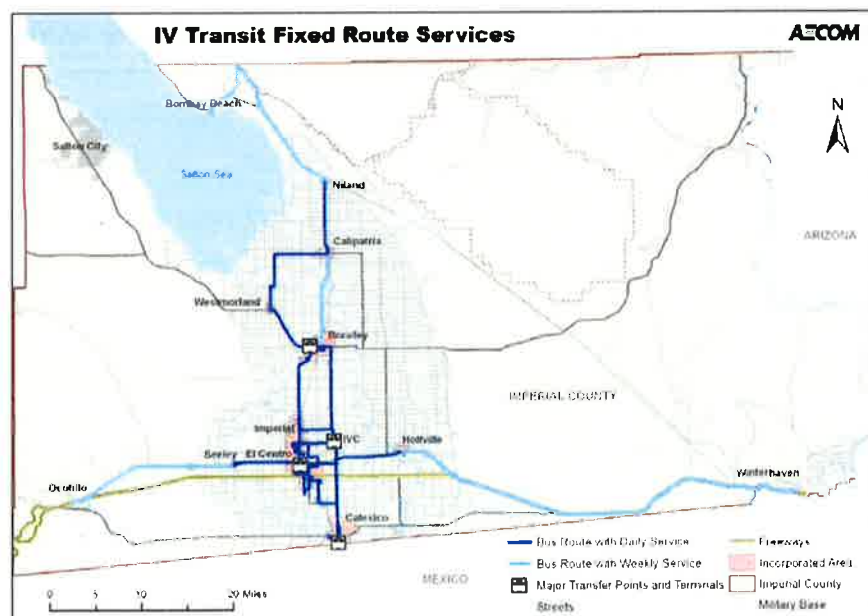 IV Transit Fixed Route Services
AECOM
Bombay Beach
N
Salton City
Salton Sea
Niland
ARIZONA
Calipatria
Westmorland
Brawley
IMPERIAL COUNTY
Imperial
IVC
Holtville
Seeley
El Centro
Winterhaven
Ocotillo
Calexico
Bus Route with Daily Service
Freeways
Bus Route with Weekly Service
Incorporated Area
Major Transfer Points and Terminals
Imperial County
MEXICO
Streets
Military Base
0 5 10 20 Miles